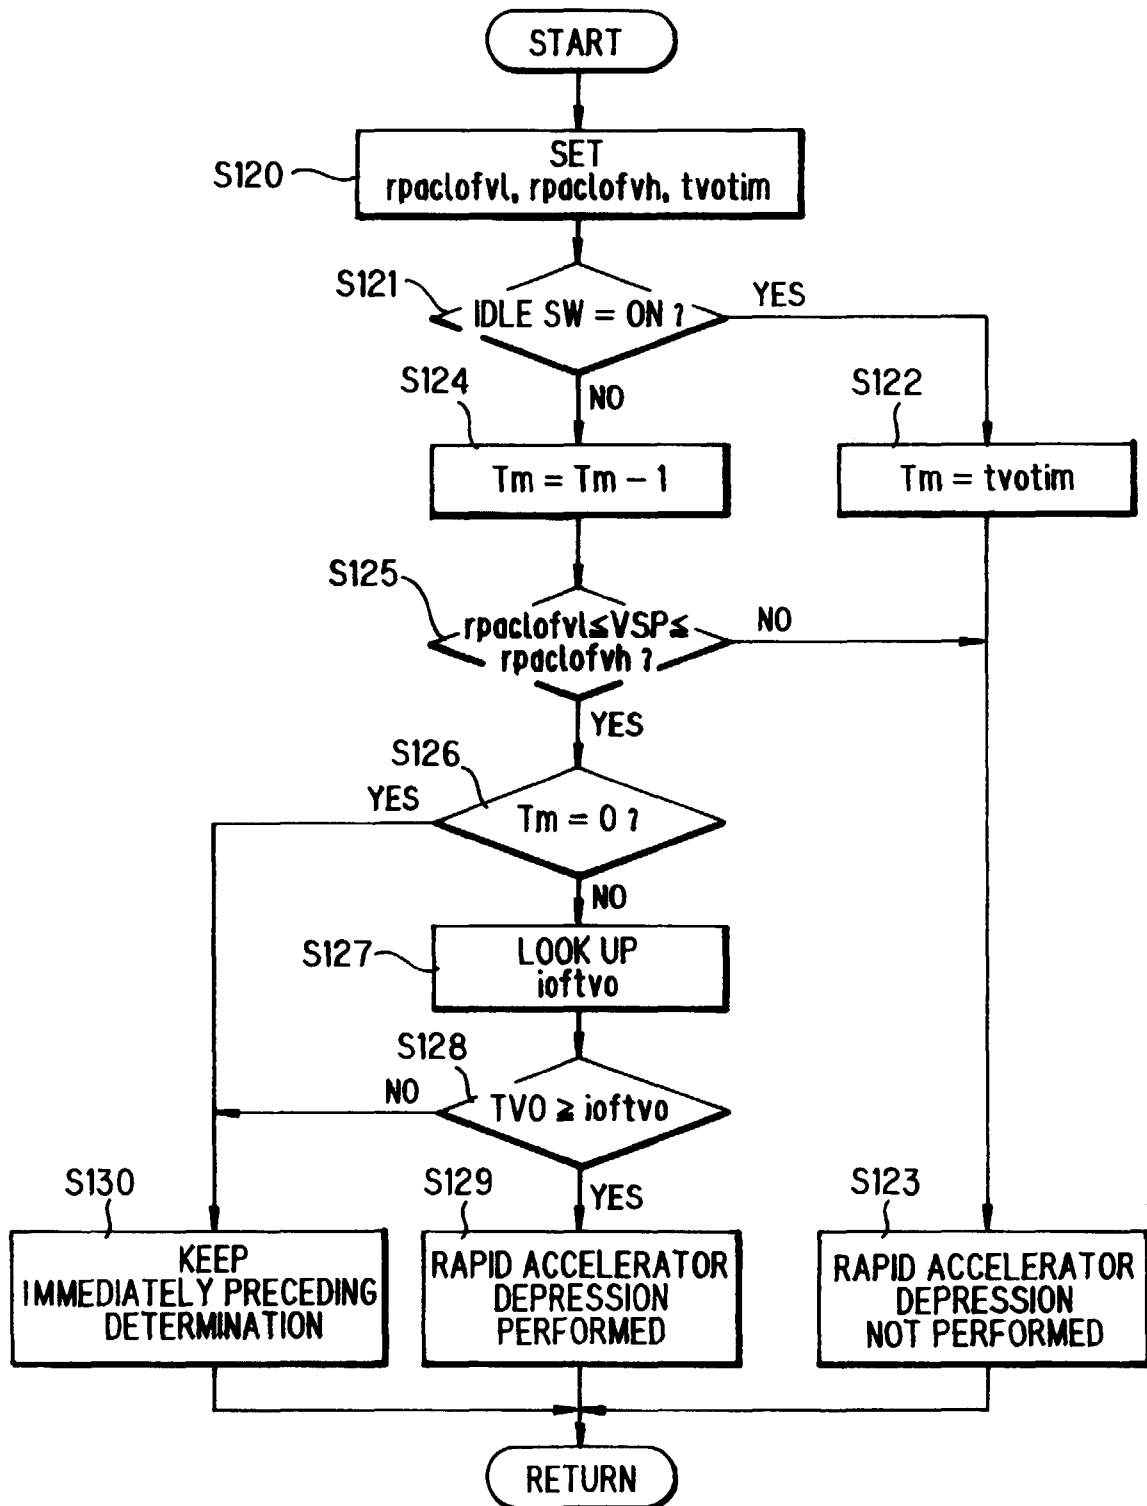 START
S120
SET
rpaclofvl, rpaclofvh, tvotim
S121
IDLE SW = ON ?
YES
NO
S124
Tm = Tm – 1
S122
Tm = tvotim
S125
rpaclofvl≦VSP≦
rpaclofvh ?
NO
YES
S126
Tm = 0 ?
YES
NO
S127
LOOK UP
ioftvo
S128
TVO ≧ ioftvo
NO
YES
S130
KEEP
IMMEDIATELY PRECEDING
DETERMINATION
S129
RAPID ACCELERATOR
DEPRESSION
PERFORMED
S123
RAPID ACCELERATOR
DEPRESSION
NOT PERFORMED
RETURN